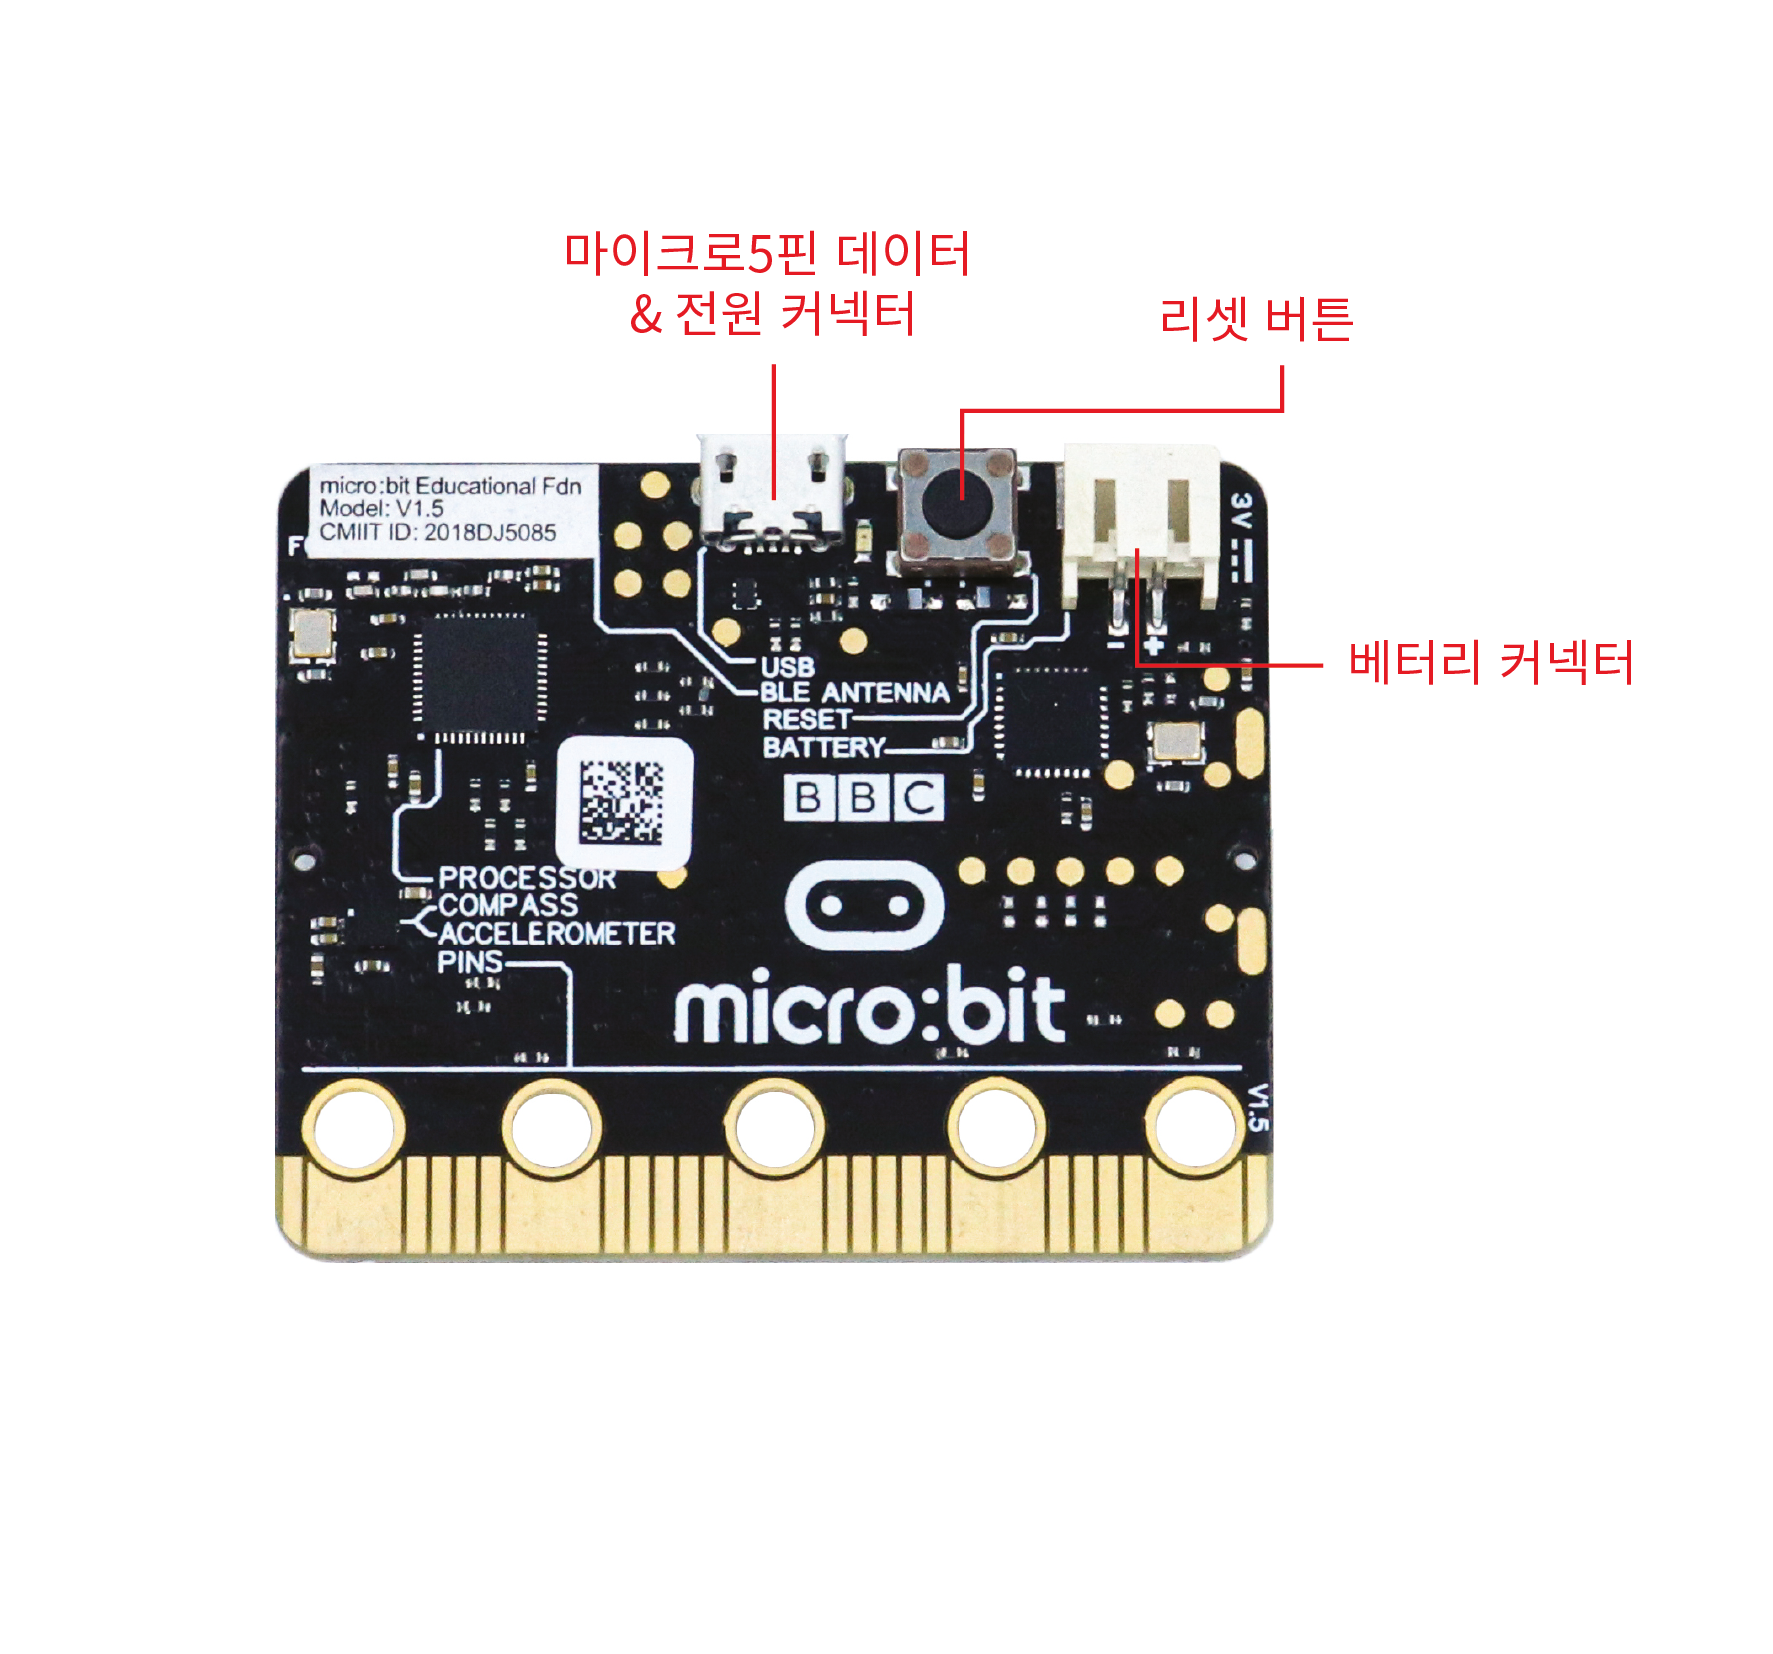 마이크로5핀 데이터
& 전원 커넥터
리셋 버튼
micro:bit Educational Fdn
Model: V1.5
CMIIT ID: 2018DJ5085
F
3V
- +
베터리 커넥터
USB
BLE ANTENNA
RESET
BATTERY
BBC
PROCESSOR
COMPASS
ACCELEROMETER
PINS
micro:bit
V1.5